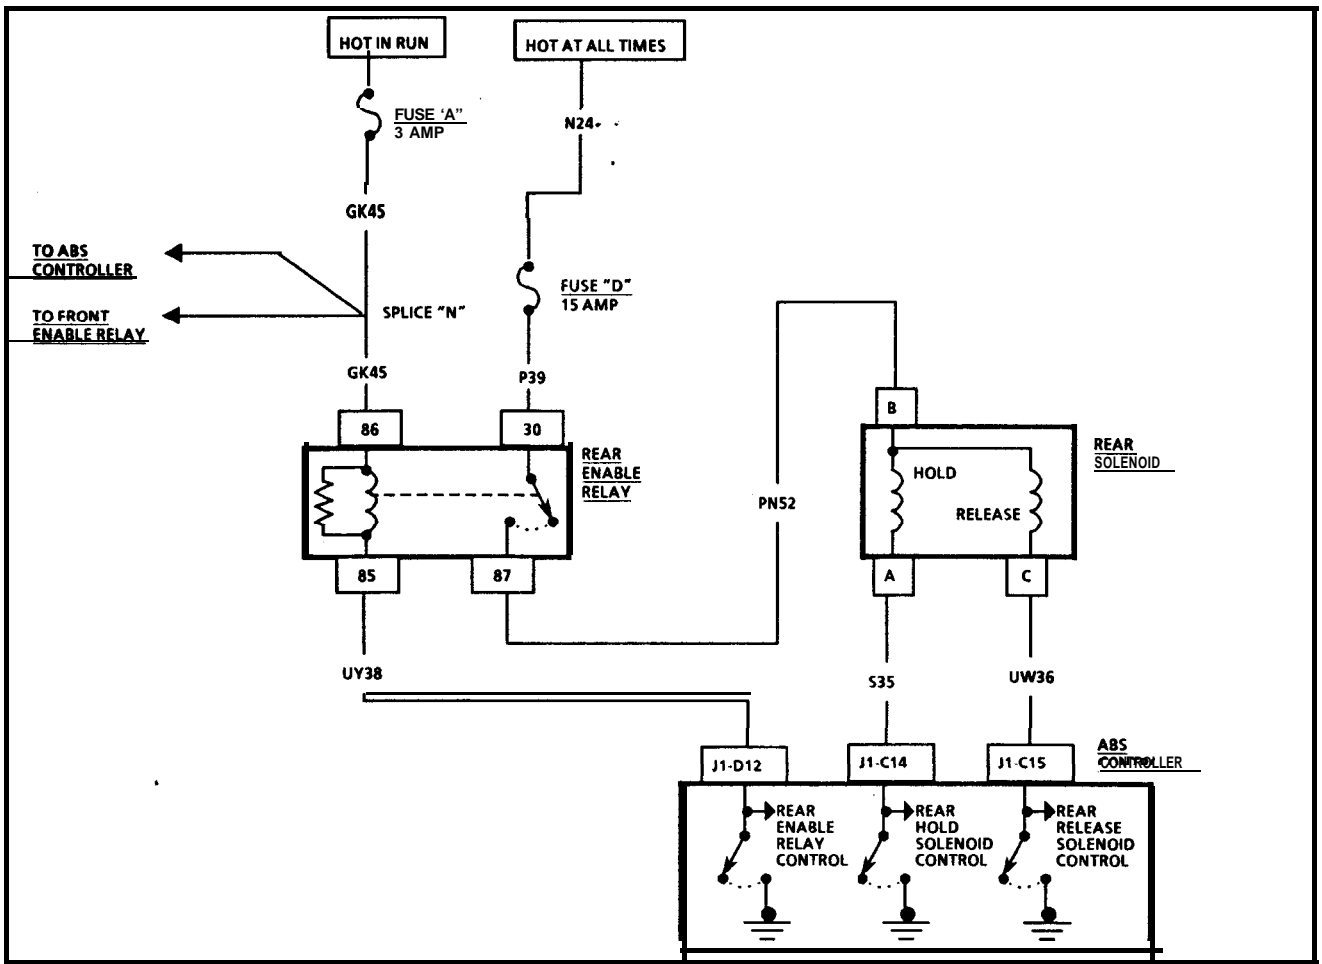 HOT IN RUN
HOT AT ALL TIMES
FUSE ‘A”
3 AMP
N24
GK45
TO ABS
CONTROLLER
FUSE "D"
15 AMP
TO FRONT
ENABLE RELAY
SPLICE "N"
GK45
P39
86
30
B
REAR
ENABLE
RELAY
REAR
SOLENOID
HOLD
RELEASE
PN52
85
87
A
C
UY38
S35
UW36
J1-D12
J1-C14
J1-C15
ABS
CONTROLLER
REAR
ENABLE
RELAY
CONTROL
REAR
HOLD
SOLENOID
CONTROL
REAR
RELEASE
SOLENOID
CONTROL